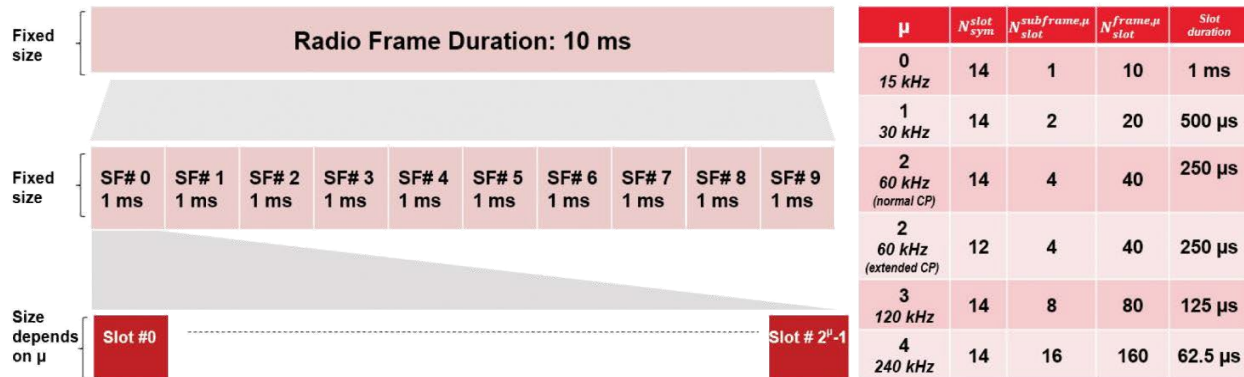 Fixed
size
Radio Frame Duration: 10 ms
Fixed
size
SF# 0 SF# 1 SF# 2 SF# 3 SF# 4 SF# 5 SF# 6 SF# 7 SF# 8 SF# 9
1 ms 1 ms 1 ms 1 ms 1 ms 1 ms 1 ms 1 ms 1 ms 1 ms
Size
depends
on µ
Slot #0
Slot # 2^µ-1
µ N_sym^slot N_slot^subframe,µ N_slot^frame,µ Slot duration
0
15 kHz
14 1 10 1 ms
1
30 kHz
14 2 20 500 µs
2
60 kHz
(normal CP)
14 4 40 250 µs
2
60 kHz
(extended CP)
12 4 40 250 µs
3
120 kHz
14 8 80 125 µs
4
240 kHz
14 16 160 62.5 µs